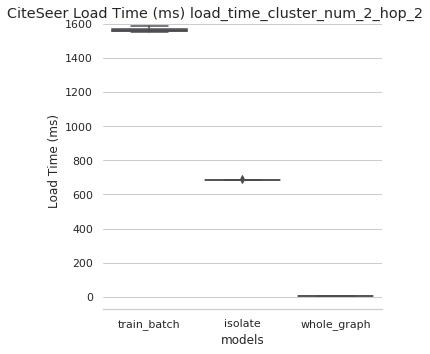 CiteSeer Load Time (ms) load_time_cluster_num_2_hop_2
1600
1400
1200
1000
800
600
400
200
0
Load Time (ms)
train_batch isolate whole_graph
models